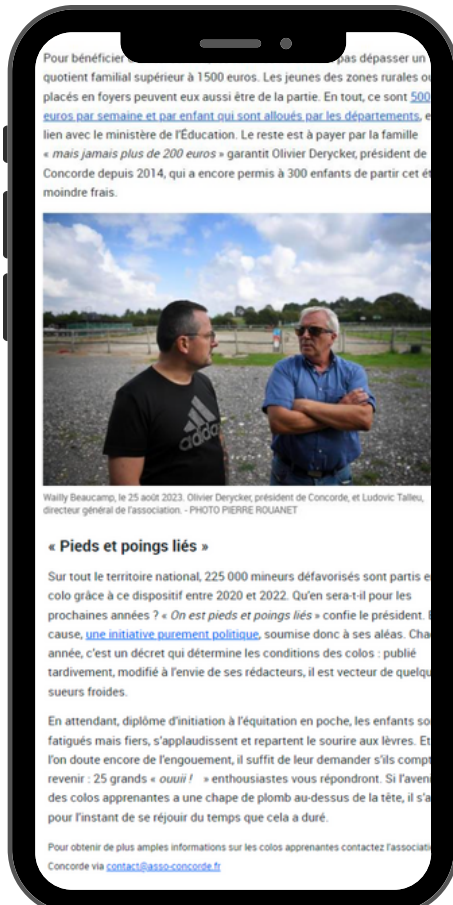 Pour bénéficier
pas dépasser un
quotient familial supérieur à 1500 euros. Les jeunes des zones rurales ou
placés en foyers peuvent eux aussi être de la partie. En tout, ce sont 500
euros par semaine et par enfant qui sont alloués par les départements, e
lien avec le ministère de l'Éducation. Le reste est à payer par la famille
« mais jamais plus de 200 euros » garantit Olivier Derycker, président de
Concorde depuis 2014, qui a encore permis à 300 enfants de partir cet ét
moindre frais.
adidas
Wailly Beaucamp, le 25 août 2023. Olivier Derycker, président de Concorde, et Ludovic Talleu,
directeur général de l'association. - PHOTO PIERRE ROUANET
« Pieds et poings liés »
Sur tout le territoire national, 225 000 mineurs défavorisés sont partis e
colo grâce à ce dispositif entre 2020 et 2022. Qu'en sera-t-il pour les
prochaines années ? « On est pieds et poings liés » confie le président. E
cause, une initiative purement politique, soumise donc à ses aléas. Cha
année, c'est un décret qui détermine les conditions des colos : publié
tardivement, modifié à l'envie de ses rédacteurs, il est vecteur de quelqu
sueurs froides.
En attendant, diplôme d'initiation à l'équitation en poche, les enfants so
fatigués mais fiers, s'applaudissent et repartent le sourire aux lèvres. Et
l'on doute encore de l'engouement, il suffit de leur demander s'ils compt
revenir : 25 grands « ouuii ! » enthousiastes vous répondront. Si l'aven
des colos apprenantes a une chape de plomb au-dessus de la tête, il s'a
pour l'instant de se réjouir du temps que cela a duré.
Pour obtenir de plus amples informations sur les colos apprenantes contactez l'associati
Concorde via contact@asso-concorde.fr